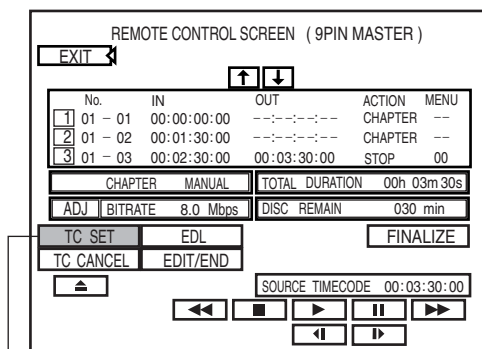 REMOTE CONTROL SCREEN ( 9PIN MASTER )
EXIT
No. IN OUT ACTION MENU
1 01 – 01 00:00:00:00 --:--:--:-- CHAPTER --
2 01 – 02 00:01:30:00 --:--:--:-- CHAPTER --
3 01 – 03 00:02:30:00 00:03:30:00 STOP 00
CHAPTER MANUAL TOTAL DURATION 00h 03m30s
ADJ BITRATE 8.0 Mbps DISC REMAIN 030 min
TC SET EDL FINALIZE
TC CANCEL EDIT/END
SOURCE TIMECODE 00:03:30:00